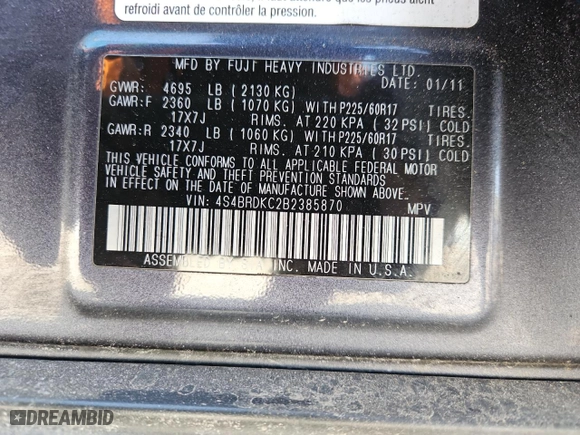 refroidi avant de contrôler la pression.
MFD BY FUJI HEAVY INDUSTRIES LTD.
DATE: 01/11
GVWR: 4695 LB ( 2130 KG)
GAWR:F 2360 LB ( 1070 KG) WITH P225/60R17 TIRES.
17X7J RIMS. AT 220 KPA ( 32 PSI) COLD
GAWR:R 2340 LB ( 1060 KG) WITH P225/60R17 TIRES.
17X7J RIMS. AT 210 KPA ( 30 PSI) COLD
THIS VEHICLE CONFORMS TO ALL APPLICABLE FEDERAL MOTOR
VEHICLE SAFETY AND THEFT PREVENTION STANDARDS
IN EFFECT ON THE DATE OF MANUFACTURE SHOWN ABOVE.
VIN: 4S4BRDKC2B2385870 MPV
INC. MADE IN U.S.A.
DREAMBID